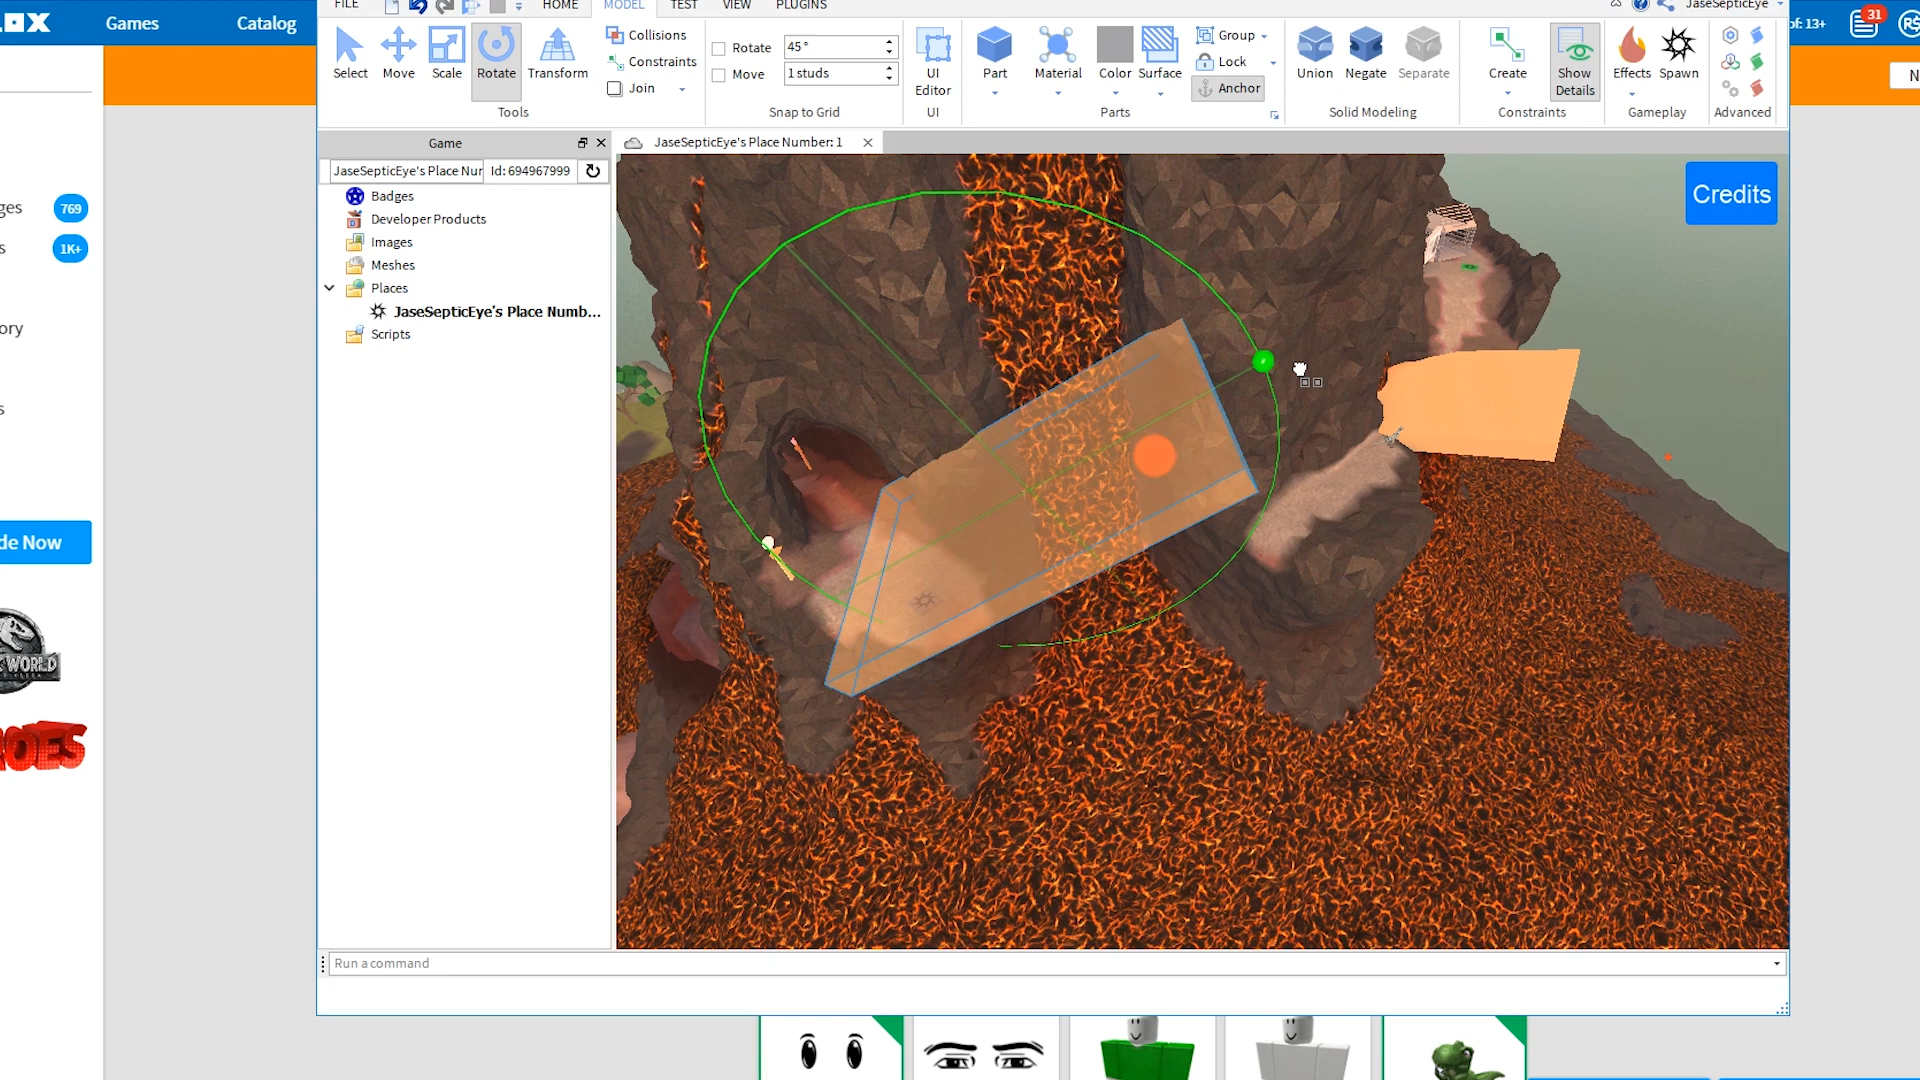 FILE
HOME
MODEL
TEST
VIEW
PLUGINS
JaseSepticEye
Games
Catalog
31
13+
Select
Move
Scale
Rotate
Transform
Collisions
Constraints
Join
Tools
Rotate
45°
Move
1 studs
Snap to Grid
UI
Editor
UI
Part
Material
Color
Surface
Group
Lock
Anchor
Parts
Union
Negate
Separate
Solid Modeling
Create
Show
Details
Constraints
Effects
Spawn
Gameplay
Advanced
Game
JaseSepticEye's Place Number: 1
JaseSepticEye's Place Nur
Id: 694967999
Badges
Developer Products
Images
Meshes
Places
JaseSepticEye's Place Numb...
Scripts
Credits
769
1K+
de Now
WORLD
OES
Run a command